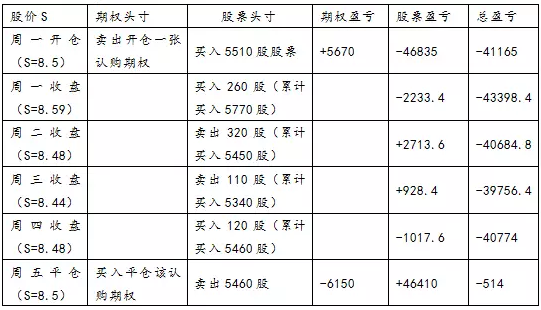 股价 S 期权头寸 股票头寸 期权盈亏 股票盈亏 总盈亏
周一开仓 卖出开仓一张 买入 5510 股股票 +5670 -46835 -41165
（S=8.5） 认购期权
周一收盘 买入 260 股（累计 -2233.4 -43398.4
（S=8.59） 买入 5770 股）
周二收盘 卖出 320 股（累计 +2713.6 -40684.8
（S=8.48） 买入 5450 股）
周三收盘 卖出 110 股（累计 +928.4 -39756.4
（S=8.44） 买入 5340 股）
周四收盘 买入 120 股（累计 -1017.6 -40774
（S=8.48） 买入 5460 股）
周五平仓 买入平仓该认 卖出 5460 股 -6150 +46410 -514
（S=8.5） 购期权